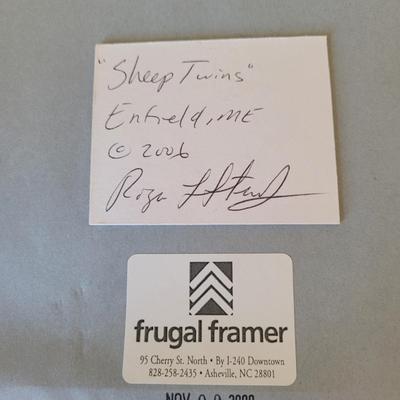 "Sheep Twins"
Enfield, ME
© 2006
frugal framer
95 Cherry St. North • By I-240 Downtown
828-258-2435 • Asheville, NC 28801
NOV